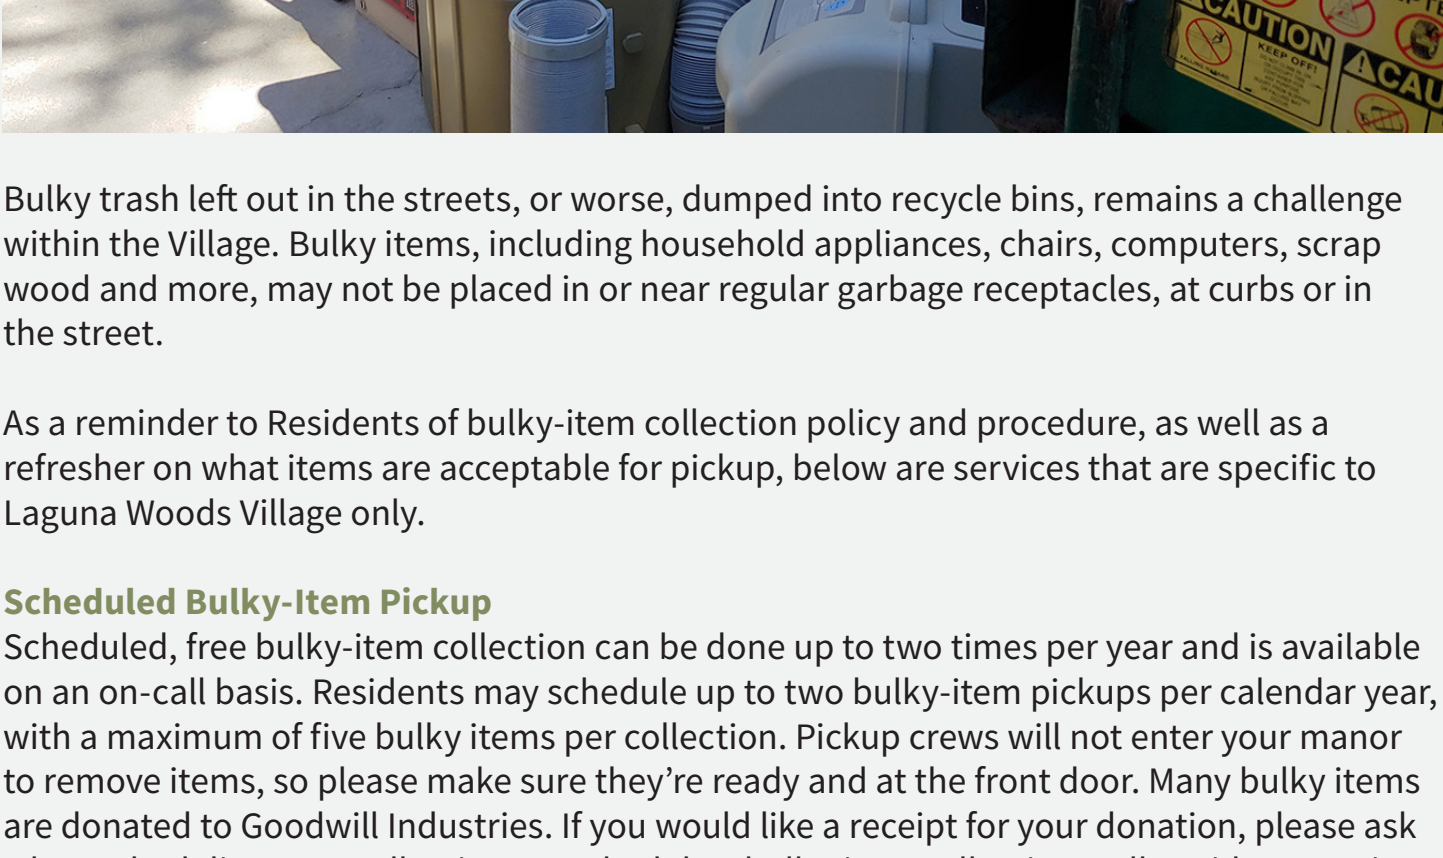 CAUTION
KEEP OFF!
CAU
Bulky trash left out in the streets, or worse, dumped into recycle bins, remains a challenge
within the Village. Bulky items, including household appliances, chairs, computers, scrap
wood and more, may not be placed in or near regular garbage receptacles, at curbs or in
the street.
As a reminder to Residents of bulky-item collection policy and procedure, as well as a
refresher on what items are acceptable for pickup, below are services that are specific to
Laguna Woods Village only.
Scheduled Bulky-Item Pickup
Scheduled, free bulky-item collection can be done up to two times per year and is available
on an on-call basis. Residents may schedule up to two bulky-item pickups per calendar year,
with a maximum of five bulky items per collection. Pickup crews will not enter your manor
to remove items, so please make sure they’re ready and at the front door. Many bulky items
are donated to Goodwill Industries. If you would like a receipt for your donation, please ask